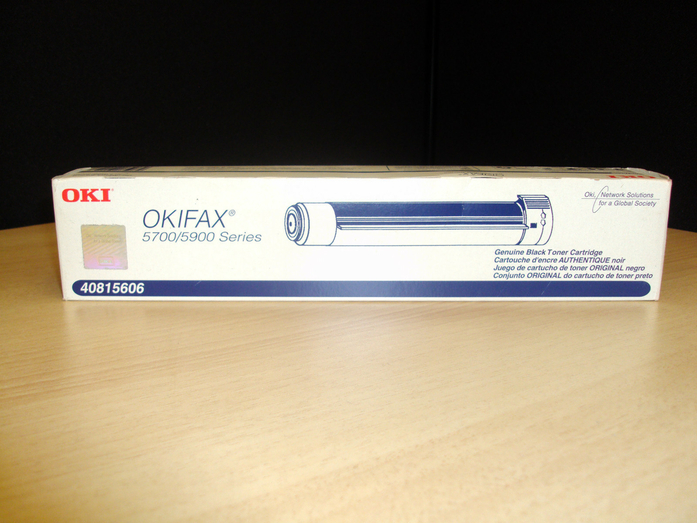 OKI
OKI
OKIFAX®
5700/5900 Series
Oki, Network Solutions
for a Global Society
Genuine Black Toner Cartridge
Cartouche d'encre AUTHENTIQUE noir
Juego de cartucho de toner ORIGINAL negro
Conjunto ORIGINAL do cartucho de toner preto
40815606